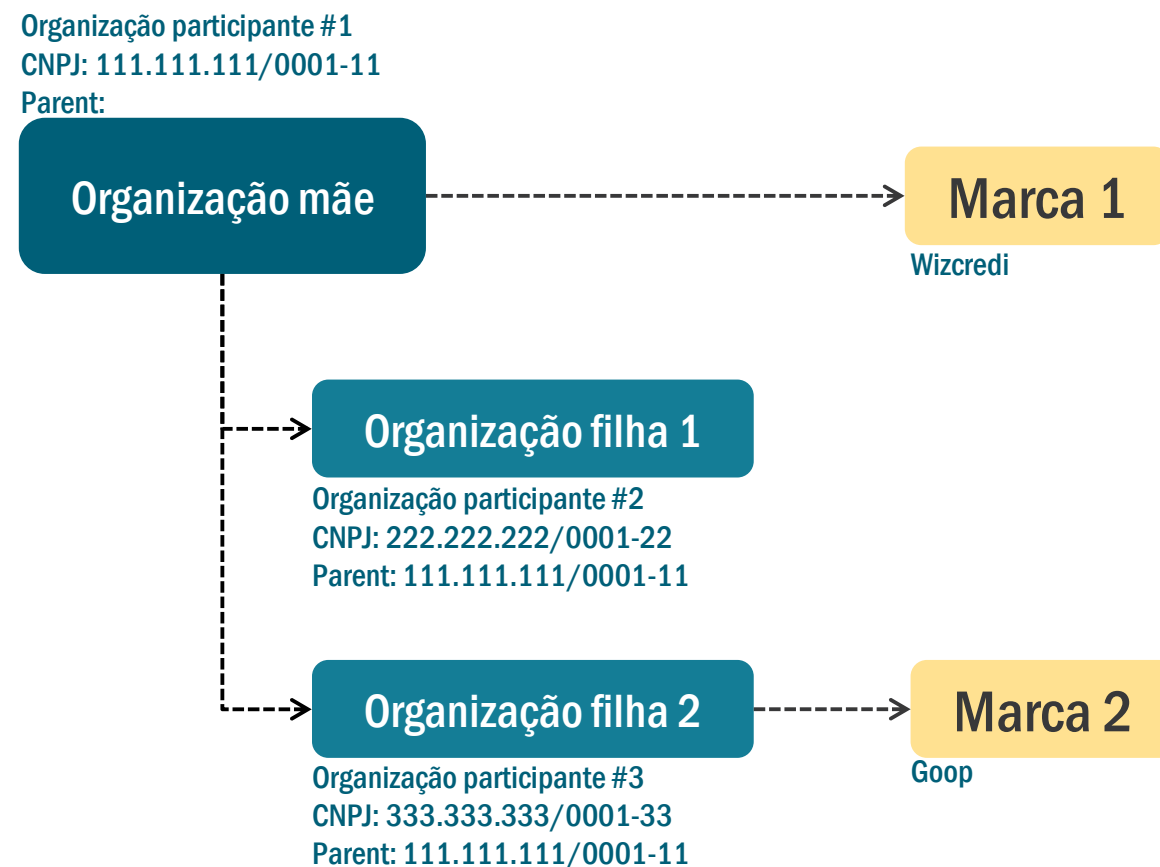 Organização participante #1
CNPJ: 111.111.111/0001-11
Parent:
Organização mãe
Marca 1
Wizcredi
Organização filha 1
Organização participante #2
CNPJ: 222.222.222/0001-22
Parent: 111.111.111/0001-11
Organização filha 2
Marca 2
Goop
Organização participante #3
CNPJ: 333.333.333/0001-33
Parent: 111.111.111/0001-11